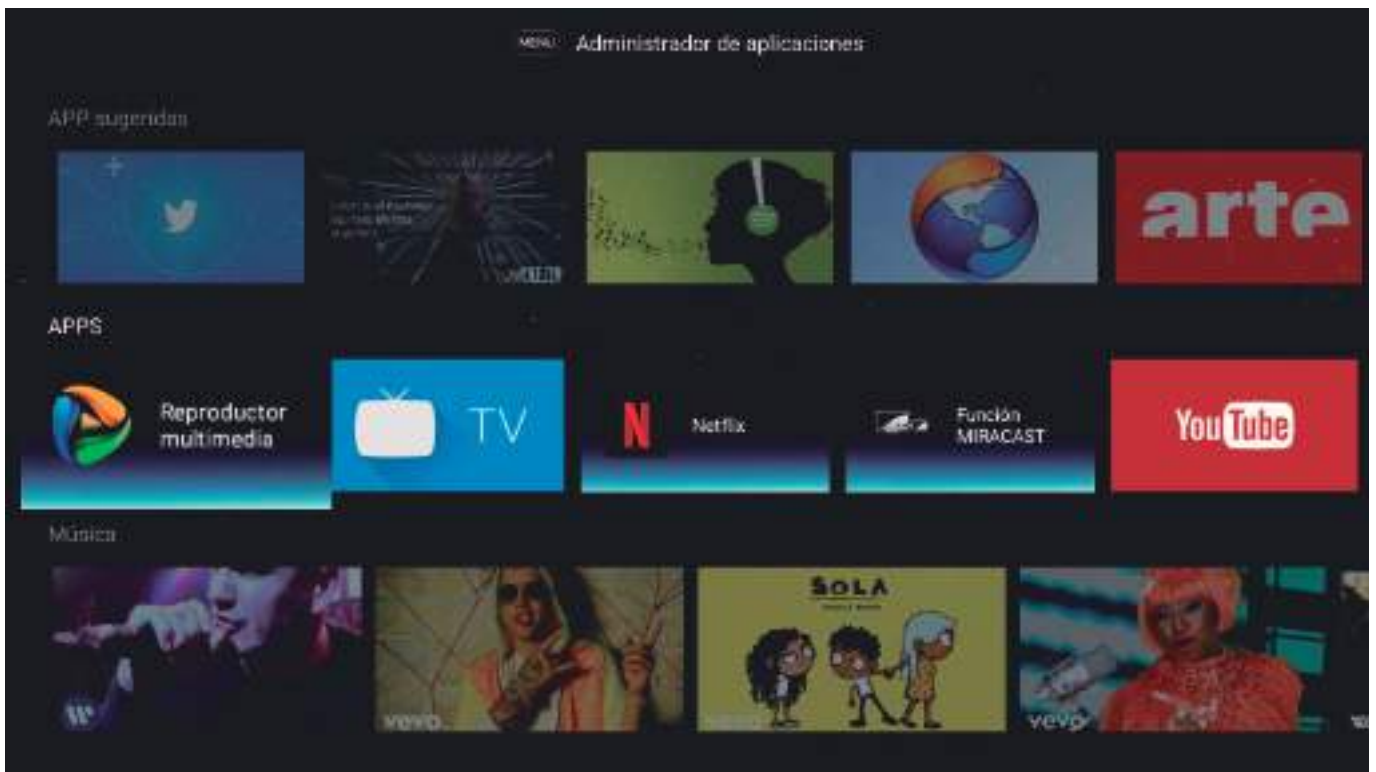 MENU Administrador de aplicaciones
APP sugeridas
arte
APPS
Reproductor
multimedia
TV
N
Netflix
Función
MIRACAST
YouTube
Música
SOLA
vevo
vevo